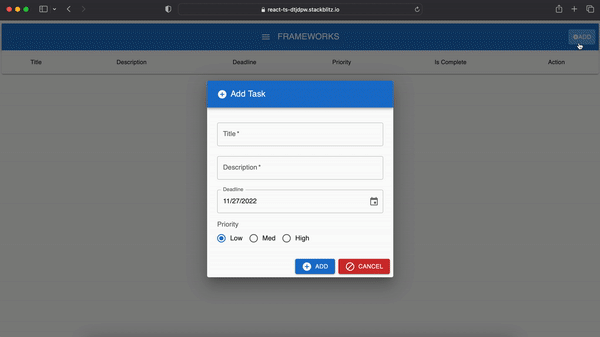 react-ts-dtjdpw.stackblitz.io
FRAMEWORKS
ADD
Title Description Deadline Priority Is Complete Action
Add Task
Title *
Description *
Deadline
11/27/2022
Priority
Low Med High
ADD CANCEL